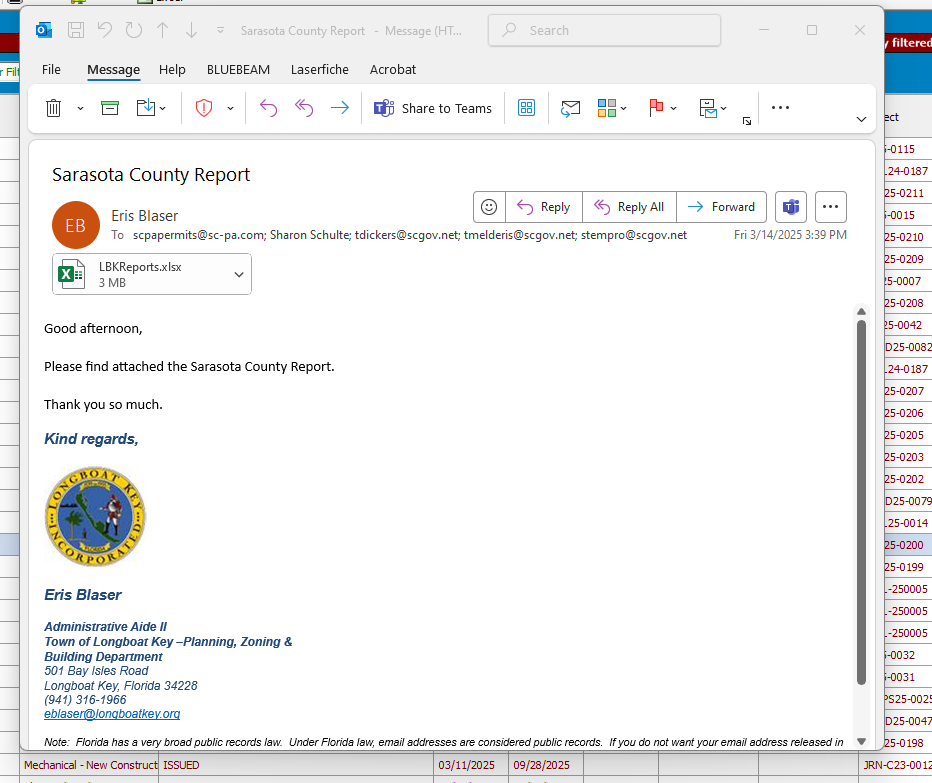 Sarasota County Report - Message (HT...
Search
File Message Help BLUEBEAM Laserfiche Acrobat
Share to Teams
y filtered
r Filt
ect
Sarasota County Report
EB
Eris Blaser
Reply Reply All Forward
To scpapermits@sc-pa.com; Sharon Schulte; tdickers@scgov.net; tmelderis@scgov.net; stempro@scgov.net
Fri 3/14/2025 3:39 PM
LBKReports.xlsx
3 MB
Good afternoon,
Please find attached the Sarasota County Report.
Thank you so much.
Kind regards,
LONGBOAT KEY
INCORPORATED
FLORIDA
Eris Blaser
Administrative Aide II
Town of Longboat Key –Planning, Zoning &
Building Department
501 Bay Isles Road
Longboat Key, Florida 34228
(941) 316-1966
eblaser@longboatkey.org
Note: Florida has a very broad public records law. Under Florida law, email addresses are considered public records. If you do not want your email address released in
5-0115
.24-0187
25-0211
5-0015
25-0210
25-0209
25-0007
25-0208
25-0042
D25-0082
.24-0187
25-0207
25-0206
25-0205
25-0203
25-0202
D25-0079
.25-0014
25-0200
25-0199
-250005
-250005
-250005
5-0032
5-0031
PS25-0025
D25-0047
25-0198
Mechanical - New Construct ISSUED 03/11/2025 09/28/2025 JRN-C23-0012